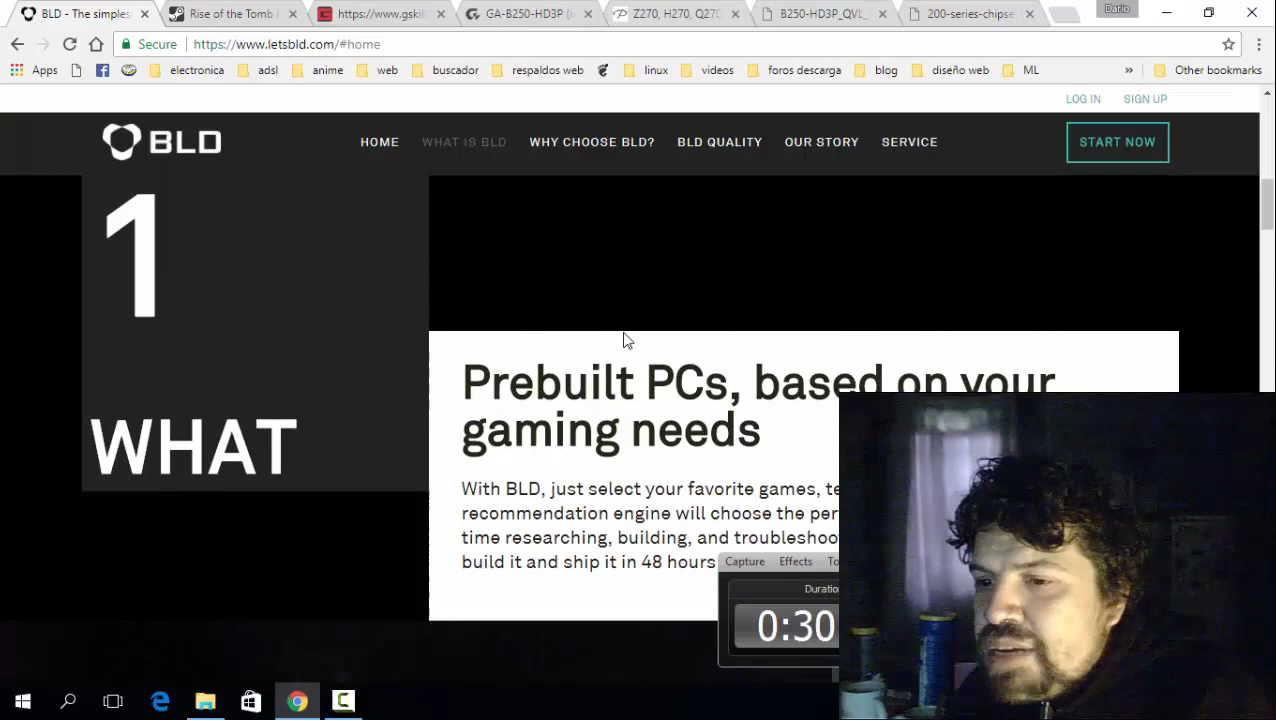 BLD - The simples
Rise of the Tomb
https://www.gskil
GA-B250-HD3P (
Z270, H270, Q270
B250-HD3P_QVL_
200-series-chipse
Dario
Secure
https://www.letsbld.com/#home
Apps
electronica
adsl
anime
web
buscador
respaldos web
linux
videos
foros descarga
blog
diseño web
ML
»
Other bookmarks
LOG IN
SIGN UP
BLD
HOME
WHAT IS BLD
WHY CHOOSE BLD?
BLD QUALITY
OUR STORY
SERVICE
START NOW
1
WHAT
Prebuilt PCs, based on your
gaming needs
With BLD, just select your favorite games, te
recommendation engine will choose the per
time researching, building, and troubleshoo
build it and ship it in 48 hours
Capture
Effects
To
Duratio
0:30